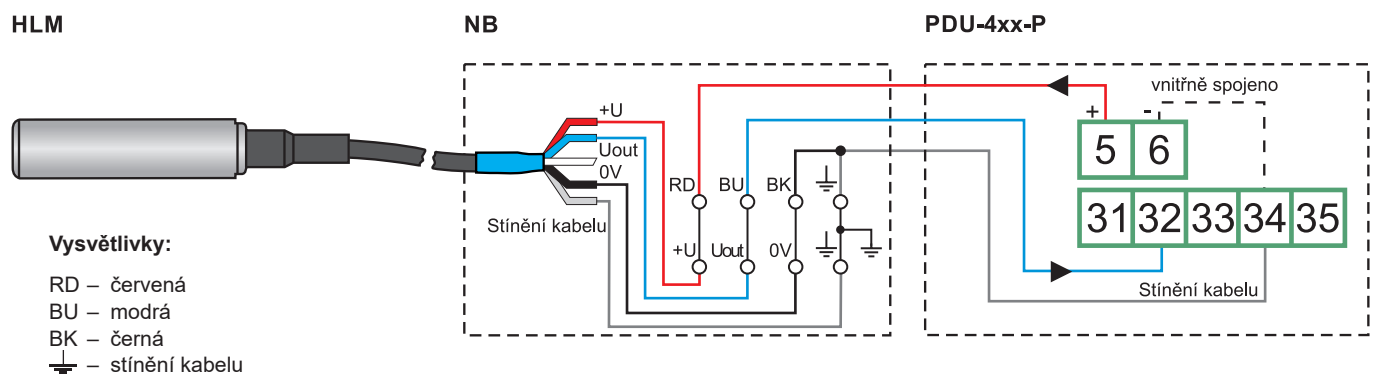 HLM
NB
PDU-4xx-P
vnitřně spojeno
+U
+ -
Uout
5 6
0V
RD BU BK
31 32 33 34 35
Stínění kabelu
+U Uout 0V
Stínění kabelu
Vysvětlivky:
RD – červená
BU – modrá
BK – černá
– stínění kabelu